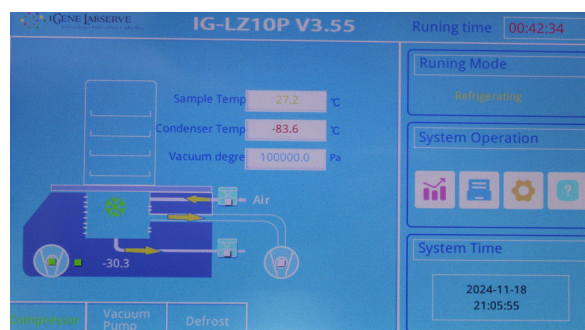 IGENE LABSERVE
IG-LZ10P V3.55
Runing time 00:42:34
Runing Mode
Refrigerating
Sample Temp 27.2 ℃
Condenser Temp -83.6 ℃
Vacuum degre 100000.0 Pa
System Operation
Air
-30.3
System Time
2024-11-18
21:05:55
Compressor
Vacuum
Pump
Defrost